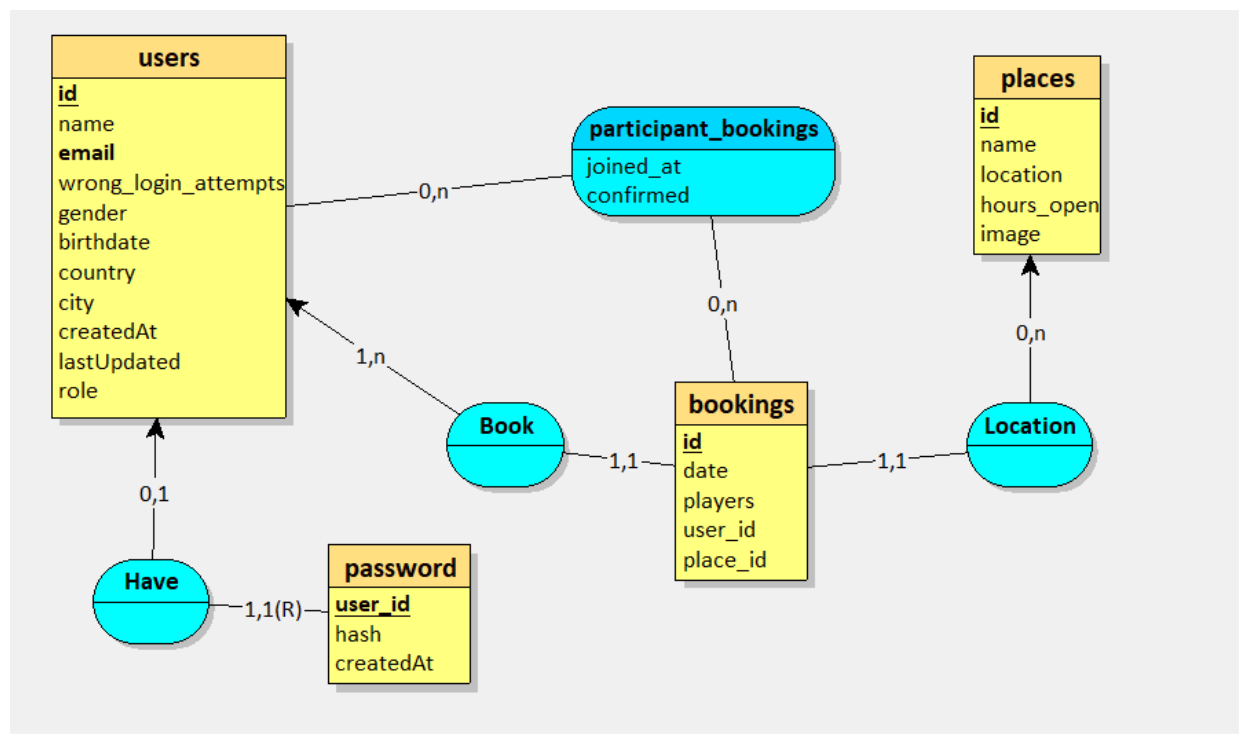 users
id
name
email
wrong_login_attempts
gender
birthdate
country
city
createdAt
lastUpdated
role
0,n
participant_bookings
joined_at
confirmed
0,n
places
id
name
location
hours_open
image
0,n
1,n
Book
1,1
bookings
id
date
players
user_id
place_id
1,1
Location
0,1
Have
1,1(R)
password
user_id
hash
createdAt